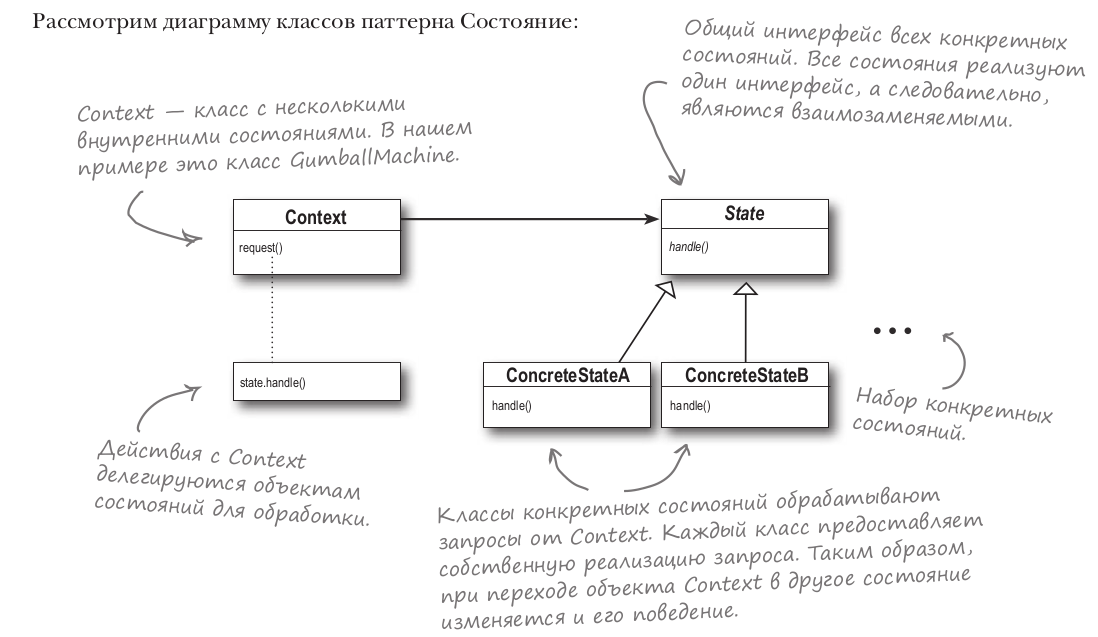 Рассмотрим диаграмму классов паттерна Состояние:
Общий интерфейс всех конкретных
состояний. Все состояния реализуют
один интерфейс, а следовательно,
являются взаимозаменяемыми.
Context — класс с несколькими
внутренними состояниями. В нашем
примере это класс GumballMachine.
Context
request()
State
handle()
state.handle()
ConcreteStateA
handle()
ConcreteStateB
handle()
...
Набор конкретных
состояний.
Действия с Context
делегируются объектам
состояний для обработки.
Классы конкретных состояний обрабатывают
запросы от Context. Каждый класс предоставляет
собственную реализацию запроса. Таким образом,
при переходе объекта Context в другое состояние
изменяется и его поведение.